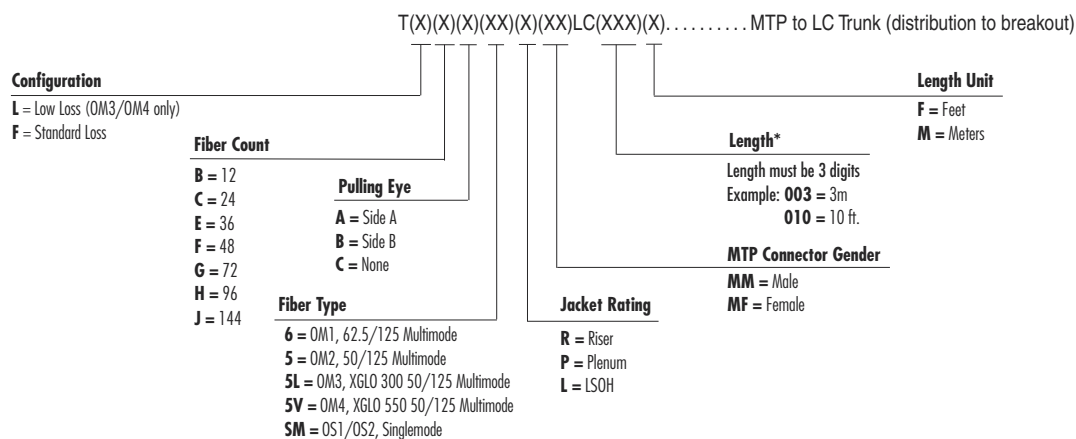 T(X)(X)(X)(XX)(X)(XX)LC(XXX)(X)..........MTP to LC Trunk (distribution to breakout)
Configuration
L = Low Loss (OM3/OM4 only)
F = Standard Loss
Fiber Count
B = 12
C = 24
E = 36
F = 48
G = 72
H = 96
J = 144
Pulling Eye
A = Side A
B = Side B
C = None
Fiber Type
6 = OM1, 62.5/125 Multimode
5 = OM2, 50/125 Multimode
5L = OM3, XGLO 300 50/125 Multimode
5V = OM4, XGLO 550 50/125 Multimode
SM = OS1/OS2, Singlemode
Jacket Rating
R = Riser
P = Plenum
L = LSOH
MTP Connector Gender
MM = Male
MF = Female
Length*
Length must be 3 digits
Example: 003 = 3m
010 = 10 ft.
Length Unit
F = Feet
M = Meters